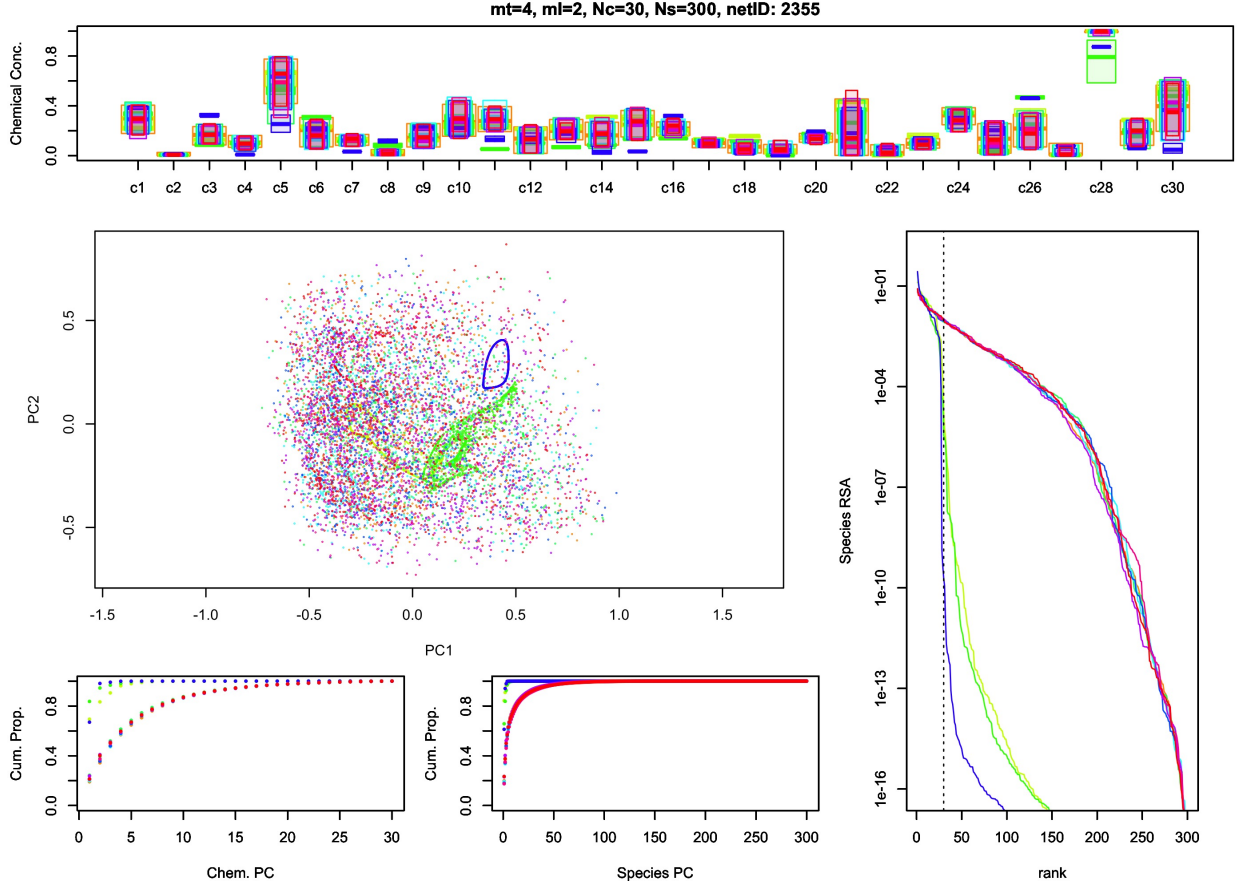 mt=4, ml=2, Nc=30, Ns=300, netID: 2355
Chemical Conc.
0.8
0.4
0.0
c1 c2 c3 c4 c5 c6 c7 c8 c9 c10 c12 c14 c16 c18 c20 c22 c24 c26 c28 c30
PC2
0.5
0.0
-0.5
-1.5 -1.0 -0.5 0.0 0.5 1.0 1.5
PC1
Species RSA
1e-01
1e-04
1e-07
1e-10
1e-13
1e-16
0 50 100 150 200 250 300
rank
Cum. Prop.
0.8
0.4
0.0
0 5 10 15 20 25 30
Chem. PC
Cum. Prop.
0.8
0.4
0.0
0 50 100 150 200 250 300
Species PC